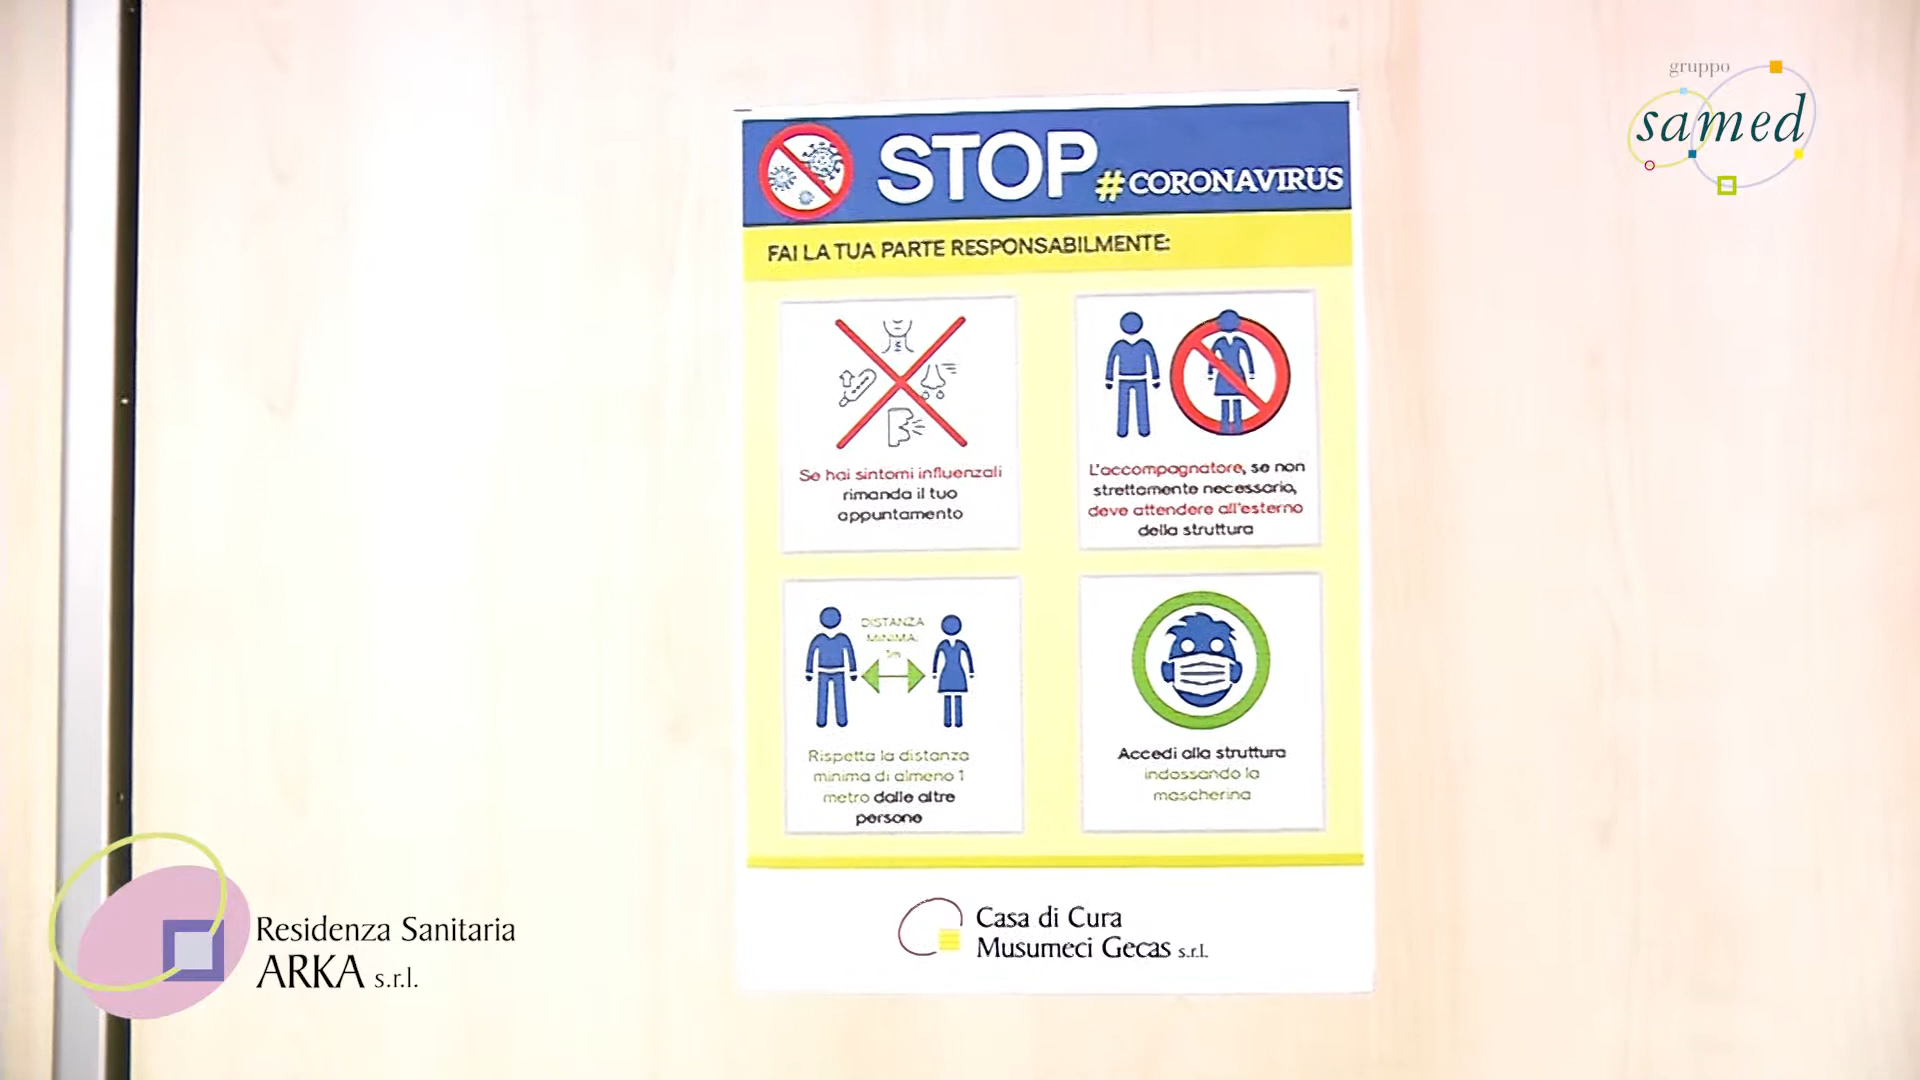 gruppo
samed
STOP
#CORONAVIRUS
FAI LA TUA PARTE RESPONSABILMENTE:
Se hai sintomi influenzali
rimanda il tuo
appuntamento
L'accompagnatore, se non
strettamente necessario,
deve attendere all'esterno
della struttura
DISTANZA
MINIMA:
1m
Rispetta la distanza
minima di almeno 1
metro dalle altre
persone
Accedi alla struttura
indossando la
mascherina
Casa di Cura
Musumeci Gecas s.r.l.
Residenza Sanitaria
ARKA s.r.l.